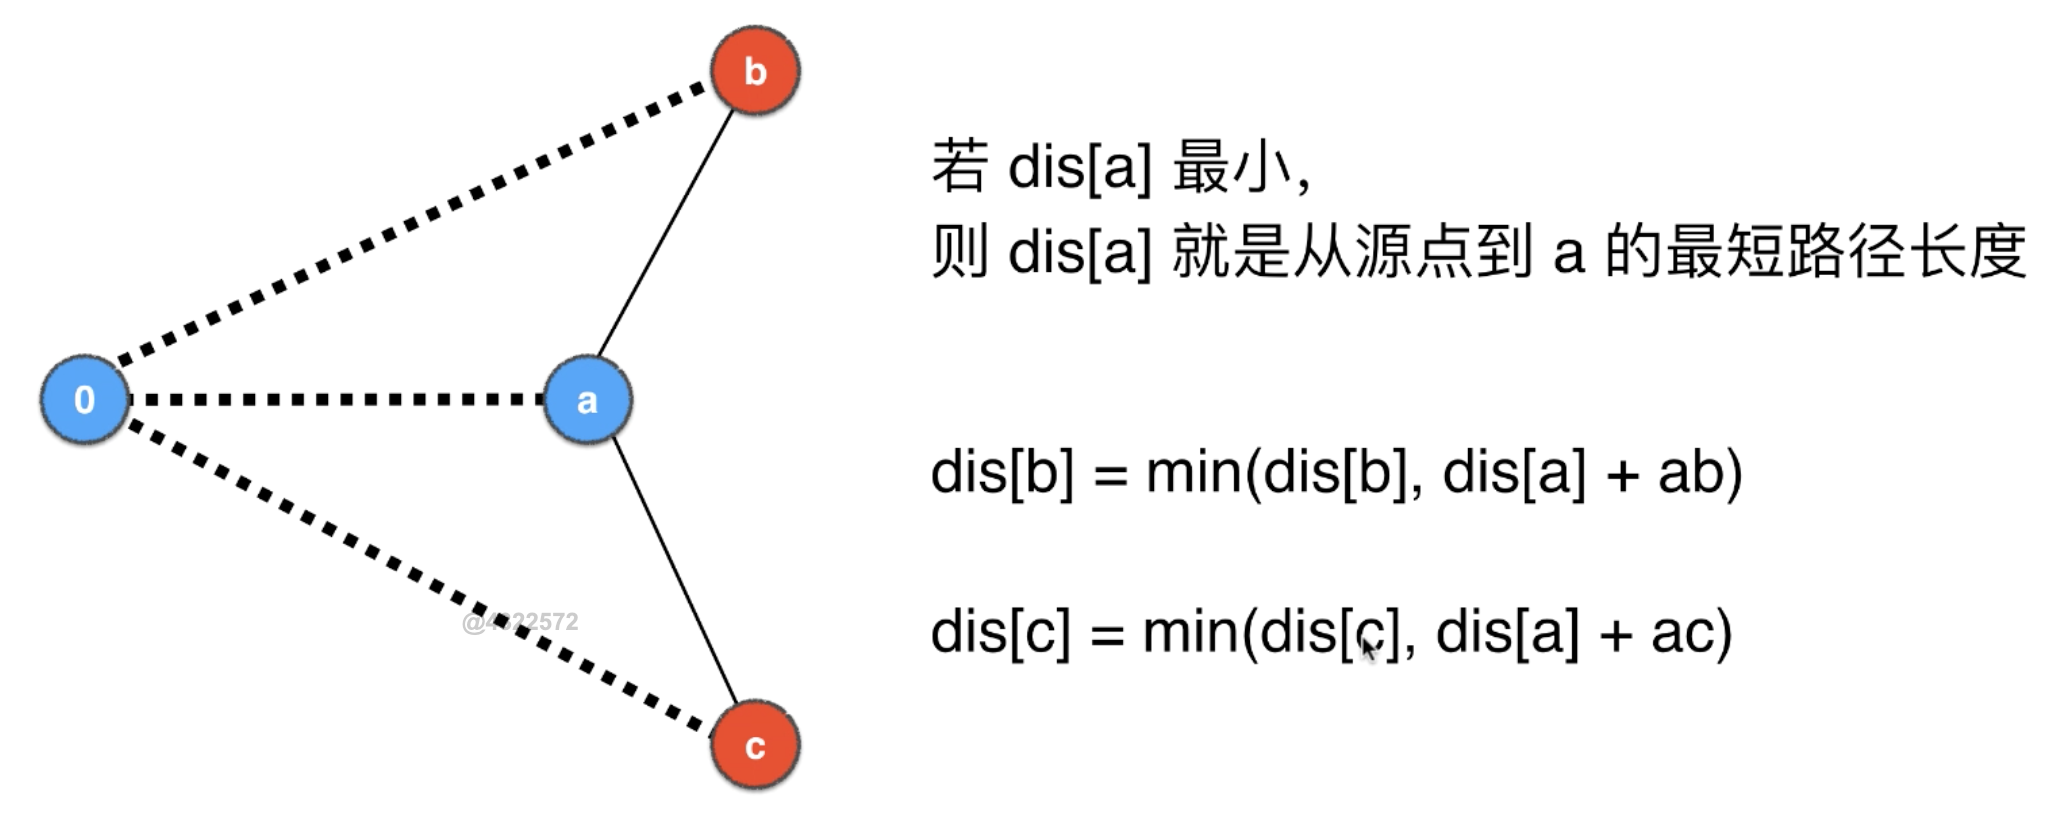 b
若 dis[a] 最小，
则 dis[a] 就是从源点到 a 的最短路径长度
0
a
dis[b] = min(dis[b], dis[a] + ab)
@4322572
dis[c] = min(dis[c], dis[a] + ac)
c